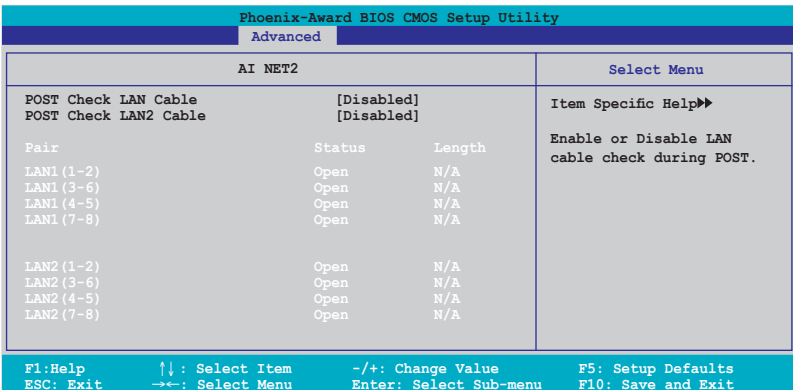 Phoenix-Award BIOS CMOS Setup Utility
Advanced
AI NET2
Select Menu
POST Check LAN Cable [Disabled]
POST Check LAN2 Cable [Disabled]
Pair Status Length
LAN1(1-2) Open N/A
LAN1(3-6) Open N/A
LAN1(4-5) Open N/A
LAN1(7-8) Open N/A
LAN2(1-2) Open N/A
LAN2(3-6) Open N/A
LAN2(4-5) Open N/A
LAN2(7-8) Open N/A
Item Specific Help▶▶
Enable or Disable LAN
cable check during POST.
F1:Help ↑↓ : Select Item -/+: Change Value F5: Setup Defaults
ESC: Exit →←: Select Menu Enter: Select Sub-menu F10: Save and Exit